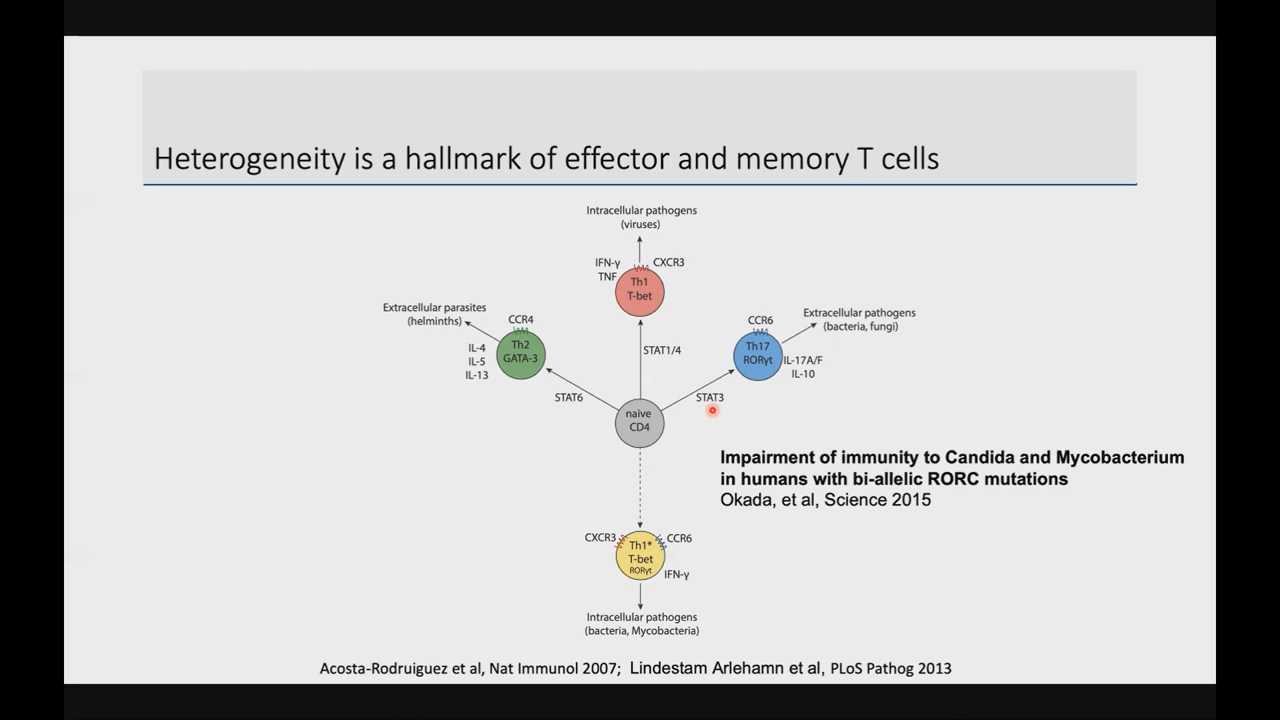 Heterogeneity is a hallmark of effector and memory T cells
Intracellular pathogens
(viruses)
IFN-γ
TNF
CXCR3
Th1
T-bet
Extracellular parasites
(helminths)
CCR4
Th2
GATA-3
IL-4
IL-5
IL-13
Extracellular pathogens
(bacteria, fungi)
CCR6
Th17
RORγt
IL-17A/F
IL-10
STAT1/4
STAT6
STAT3
naive
CD4
Impairment of immunity to Candida and Mycobacterium
in humans with bi-allelic RORC mutations
Okada, et al, Science 2015
CXCR3
CCR6
Th1*
T-bet
RORγt
IFN-γ
Intracellular pathogens
(bacteria, Mycobacteria)
Acosta-Rodruiguez et al, Nat Immunol 2007; Lindestam Arlehamn et al, PLoS Pathog 2013